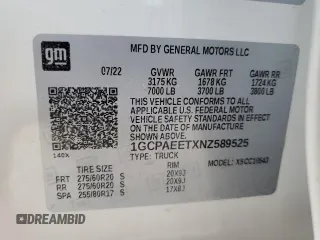 gm
MFD BY GENERAL MOTORS LLC
07/22 GVWR GAWR FRT GAWR RR
3175 KG 1678 KG 1724 KG
7000 LB 3700 LB 3800 LB
THIS VEHICLE CONFORMS TO ALL
APPLICABLE U.S. FEDERAL MOTOR
VEHICLE SAFETY STANDARDS IN EFFECT ON
THE DATE OF MANUFACTURE SHOWN ABOVE.
1GCPAEETXNZ589525
TYPE: TRUCK
140k
TIRE SIZE RIM
FRT 275/60R20 S 20X9J
RR 275/60R20 S 20X9J
SPA 255/80R17 S 17X8J
DREAMBID